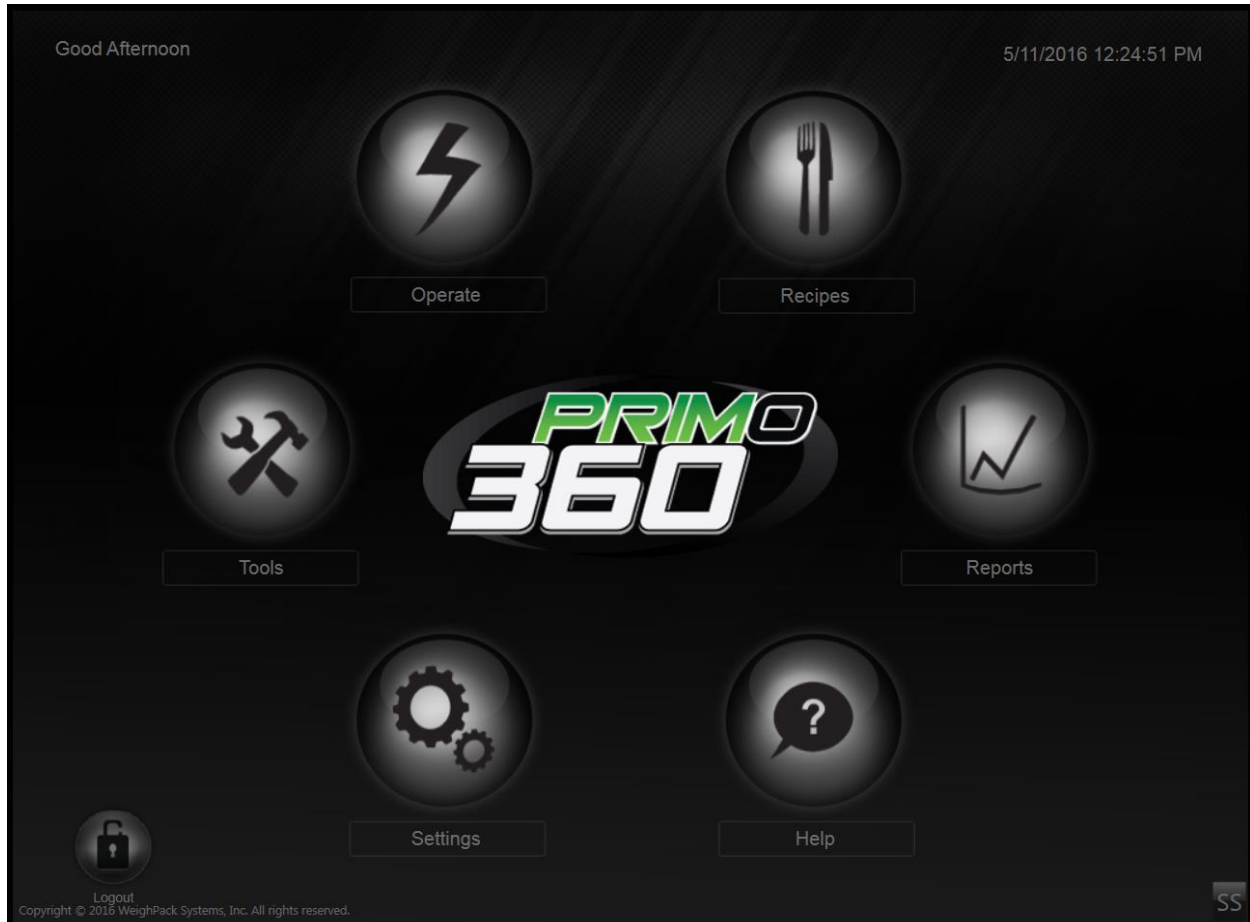 Good Afternoon
5/11/2016 12:24:51 PM
Operate
Recipes
PRIMO
360
Tools
Reports
?
Settings
Help
Logout
Copyright © 2016 WeighPack Systems, Inc. All rights reserved.
SS